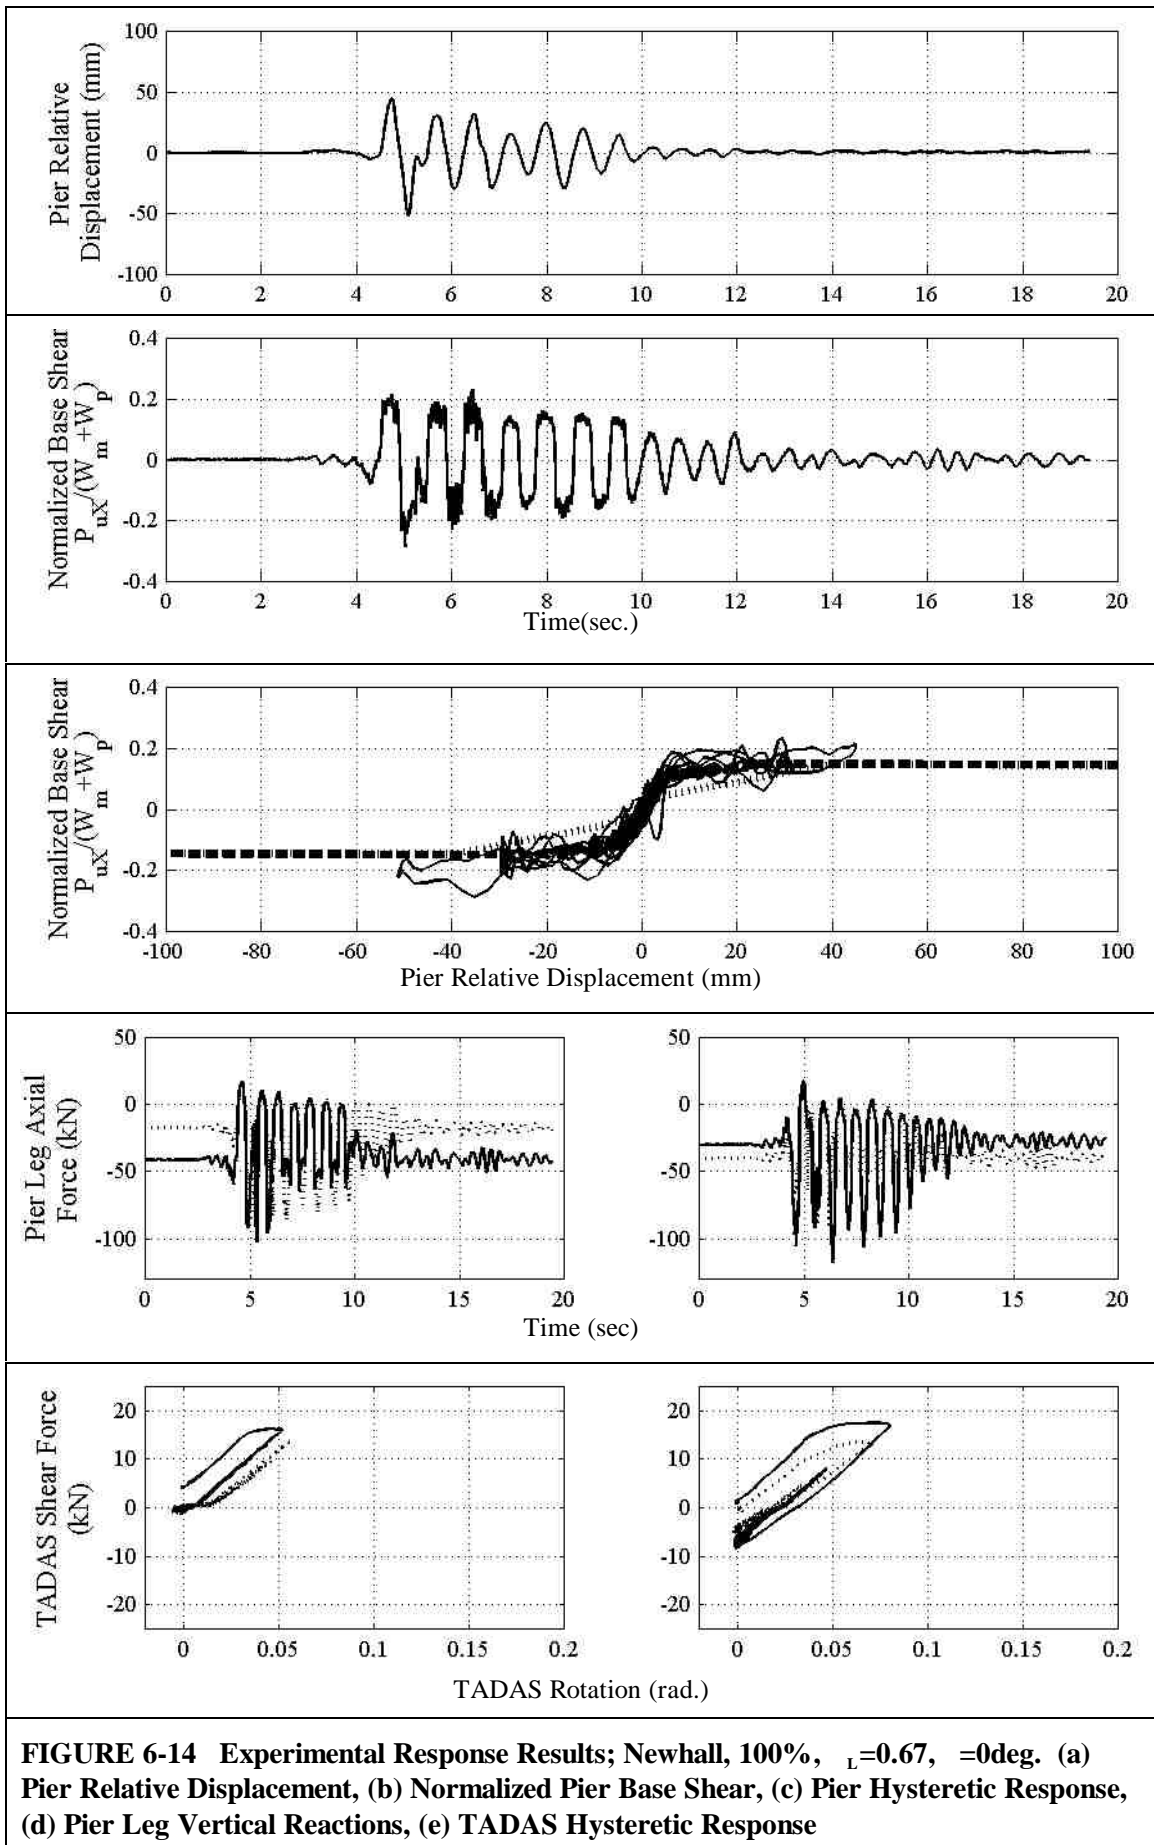 100
50
0
-50
-100
Pier Relative
Displacement (mm)
0 2 4 6 8 10 12 14 16 18 20
0.4
0.2
0
-0.2
-0.4
Normalized Base Shear
P_uX/(W_m+W_p)
0 2 4 6 8 10 12 14 16 18 20
Time(sec.)
0.4
0.2
0
-0.2
-0.4
Normalized Base Shear
P_uX/(W_m+W_p)
-100 -80 -60 -40 -20 0 20 40 60 80 100
Pier Relative Displacement (mm)
50
0
-50
-100
Pier Leg Axial
Force (kN)
0 5 10 15 20
50
0
-50
-100
0 5 10 15 20
Time (sec)
20
10
0
-10
-20
TADAS Shear Force
(kN)
0 0.05 0.1 0.15 0.2
20
10
0
-10
-20
0 0.05 0.1 0.15 0.2
TADAS Rotation (rad.)
FIGURE 6-14 Experimental Response Results; Newhall, 100%, L=0.67, =0deg. (a)
Pier Relative Displacement, (b) Normalized Pier Base Shear, (c) Pier Hysteretic Response,
(d) Pier Leg Vertical Reactions, (e) TADAS Hysteretic Response